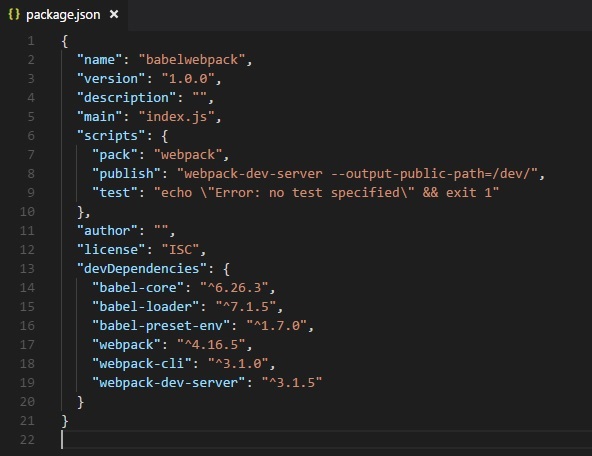 {} package.json ×
1 {
2 "name": "babelwebpack",
3 "version": "1.0.0",
4 "description": "",
5 "main": "index.js",
6 "scripts": {
7 "pack": "webpack",
8 "publish": "webpack-dev-server --output-public-path=/dev/",
9 "test": "echo \"Error: no test specified\" && exit 1"
10 },
11 "author": "",
12 "license": "ISC",
13 "devDependencies": {
14 "babel-core": "^6.26.3",
15 "babel-loader": "^7.1.5",
16 "babel-preset-env": "^1.7.0",
17 "webpack": "^4.16.5",
18 "webpack-cli": "^3.1.0",
19 "webpack-dev-server": "^3.1.5"
20 }
21 }
22